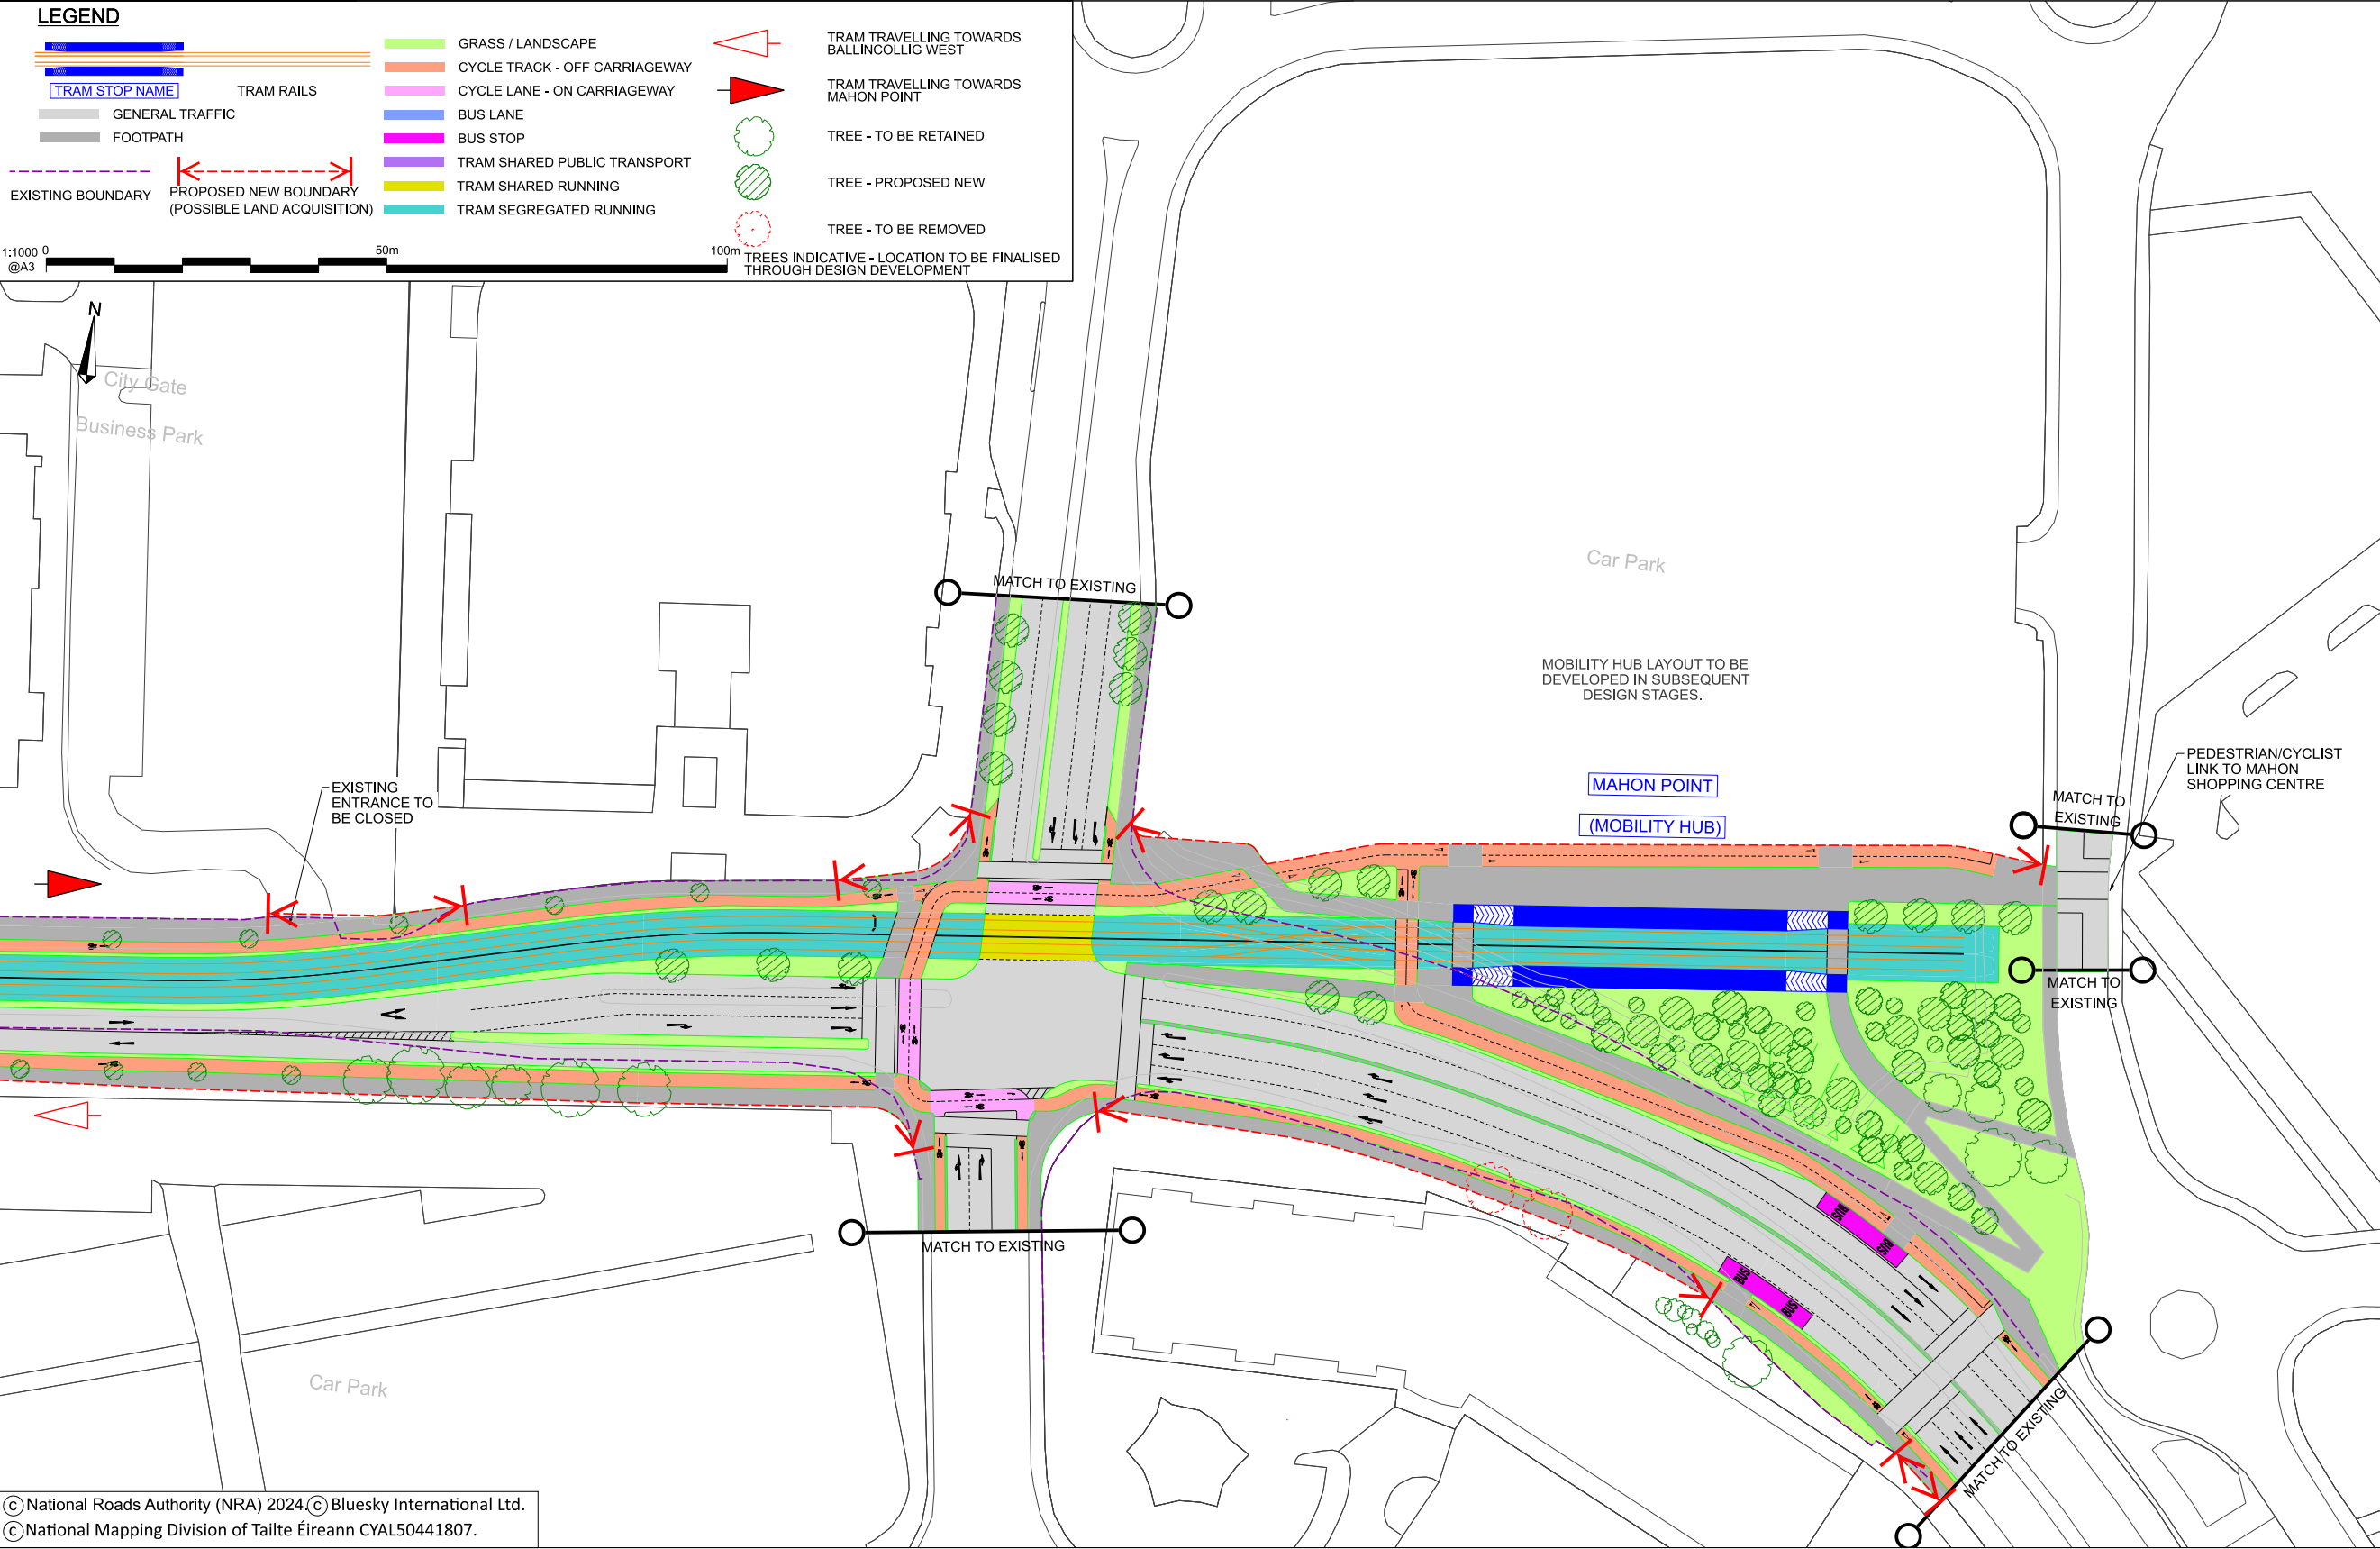 LEGEND
TRAM STOP NAME
TRAM RAILS
GENERAL TRAFFIC
FOOTPATH
EXISTING BOUNDARY
PROPOSED NEW BOUNDARY
(POSSIBLE LAND ACQUISITION)
GRASS / LANDSCAPE
CYCLE TRACK - OFF CARRIAGEWAY
CYCLE LANE - ON CARRIAGEWAY
BUS LANE
BUS STOP
TRAM SHARED PUBLIC TRANSPORT
TRAM SHARED RUNNING
TRAM SEGREGATED RUNNING
TRAM TRAVELLING TOWARDS
BALLINCOLLIG WEST
TRAM TRAVELLING TOWARDS
MAHON POINT
TREE - TO BE RETAINED
TREE - PROPOSED NEW
TREE - TO BE REMOVED
TREES INDICATIVE - LOCATION TO BE FINALISED
THROUGH DESIGN DEVELOPMENT
1:1000
@A3
0
50m
100m
N
City Gate
Business Park
MATCH TO EXISTING
Car Park
MOBILITY HUB LAYOUT TO BE
DEVELOPED IN SUBSEQUENT
DESIGN STAGES.
EXISTING
ENTRANCE TO
BE CLOSED
MAHON POINT
(MOBILITY HUB)
PEDESTRIAN/CYCLIST
LINK TO MAHON
SHOPPING CENTRE
MATCH TO
EXISTING
MATCH TO
EXISTING
BUS
BUS
BUS
BUS
MATCH TO EXISTING
MATCH TO EXISTING
Car Park
© National Roads Authority (NRA) 2024.© Bluesky International Ltd.
© National Mapping Division of Tailte Éireann CYAL50441807.